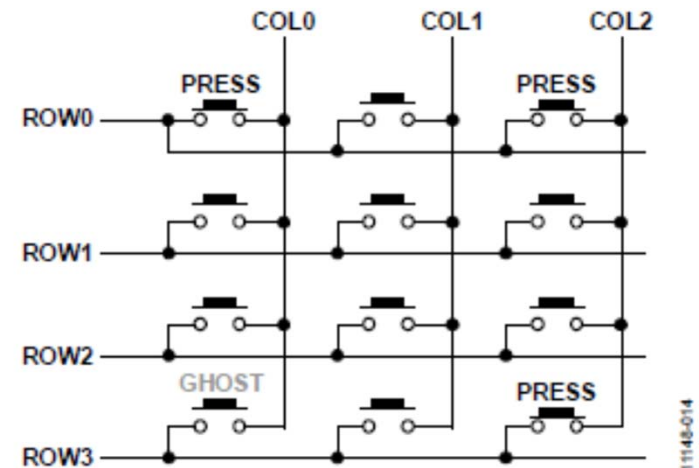 COL0 COL1 COL2
PRESS PRESS
ROW0
ROW1
ROW2
GHOST PRESS
ROW3
11148-014